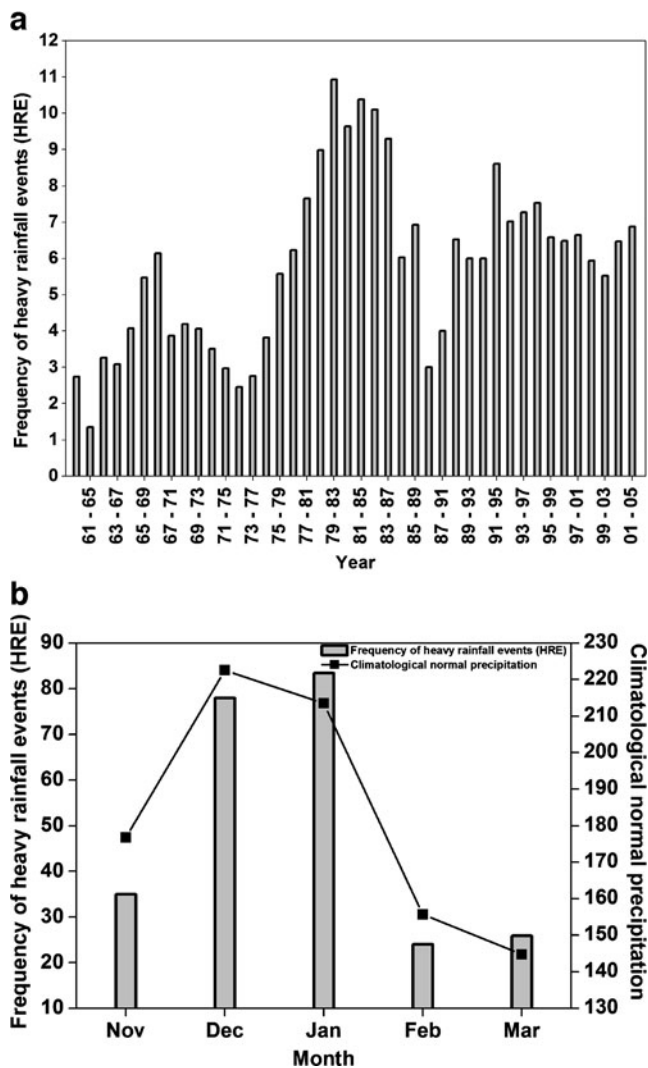 a
Frequency of heavy rainfall events (HRE)
12
11
10
9
8
7
6
5
4
3
2
1
0
61 - 65
63 - 67
65 - 69
67 - 71
69 - 73
71 - 75
73 - 77
75 - 79
77 - 81
79 - 83
81 - 85
83 - 87
85 - 89
87 - 91
89 - 93
91 - 95
93 - 97
95 - 99
97 - 01
99 - 03
01 - 05
Year
b
Frequency of heavy rainfall events (HRE)
90
80
70
60
50
40
30
20
10
Frequency of heavy rainfall events (HRE)
Climatological normal precipitation
230
220
210
200
190
180
170
160
150
140
130
Climatological normal precipitation
Nov
Dec
Jan
Feb
Mar
Month